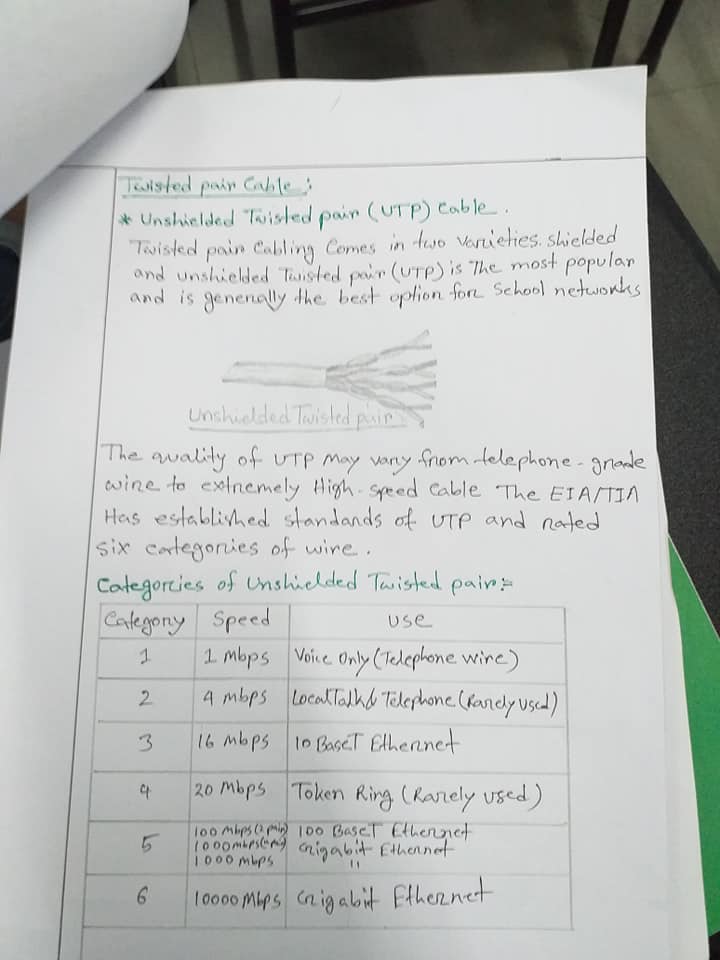 Twisted pair Cable:
* Unshielded Twisted pair (UTP) Cable.
Twisted pair Cabling Comes in two Varieties. shielded
and unshielded Twisted pair (UTP) is The most popular
and is generally the best option for School networks
Unshielded Twisted pair
The quality of UTP may vary from telephone-grade
wire to extremely High-speed Cable The EIA/TIA
Has established standards of UTP and rated
six categories of wire.
Categories of Unshielded Twisted pair:-
Category Speed use
1 1 Mbps Voice Only (Telephone wire)
2 4 mbps LocalTalk & Telephone (Rarely used)
3 16 mbps 10 BaseT Ethernet
4 20 Mbps Token Ring (Rarely used)
5 100 Mbps (2 pair) 100 BaseT Ethernet
1000mbps Gigabit Ethernet
1000 mbps "
6 10000 Mbps Gigabit Ethernet